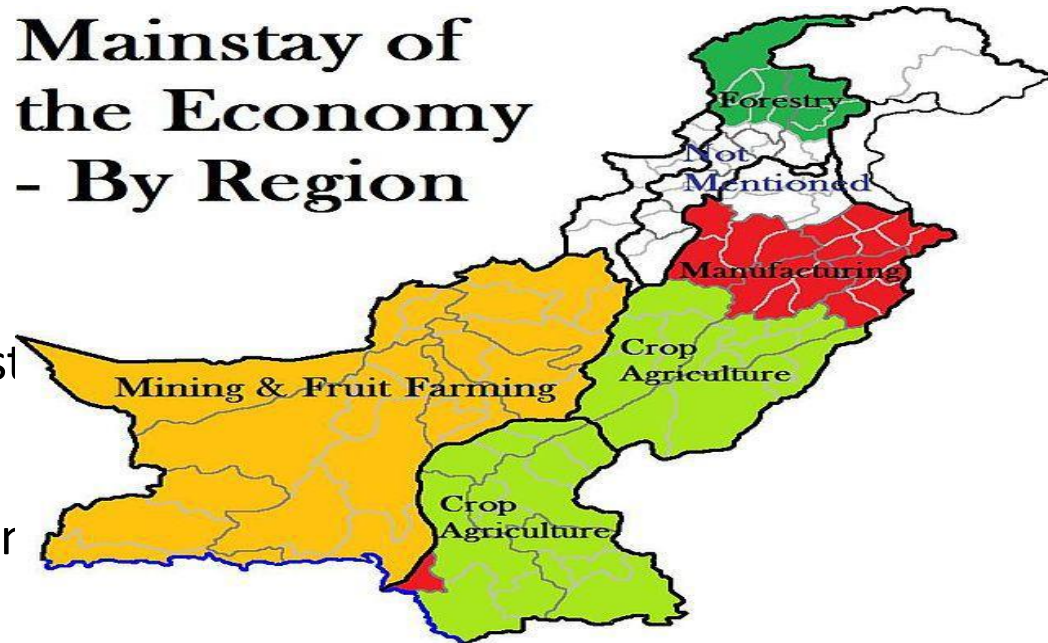 Mainstay of
the Economy
- By Region
Forestry
Not
Mentioned
Manufacturing
Crop
Agriculture
Mining & Fruit Farming
Crop
Agriculture